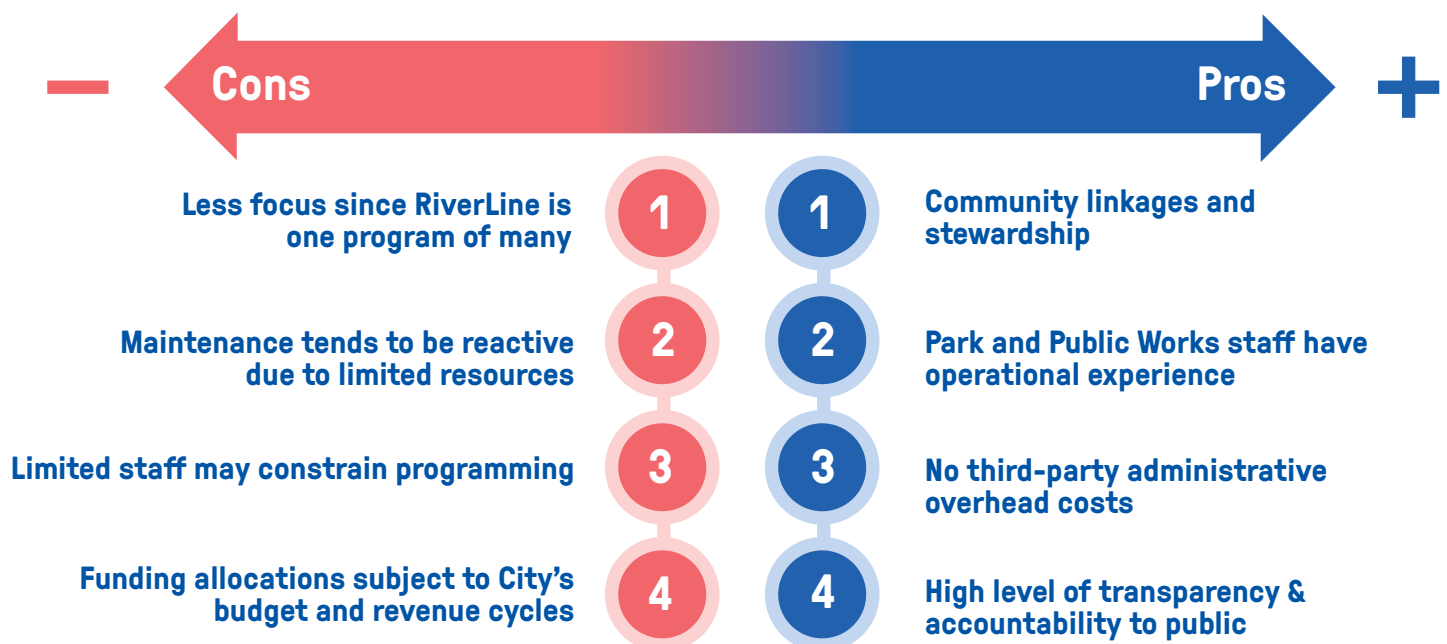 − Cons Pros +
Less focus since RiverLine is
one program of many
1
1
Community linkages and
stewardship
Maintenance tends to be reactive
due to limited resources
2
2
Park and Public Works staff have
operational experience
Limited staff may constrain programming
3
3
No third-party administrative
overhead costs
Funding allocations subject to City's
budget and revenue cycles
4
4
High level of transparency &
accountability to public